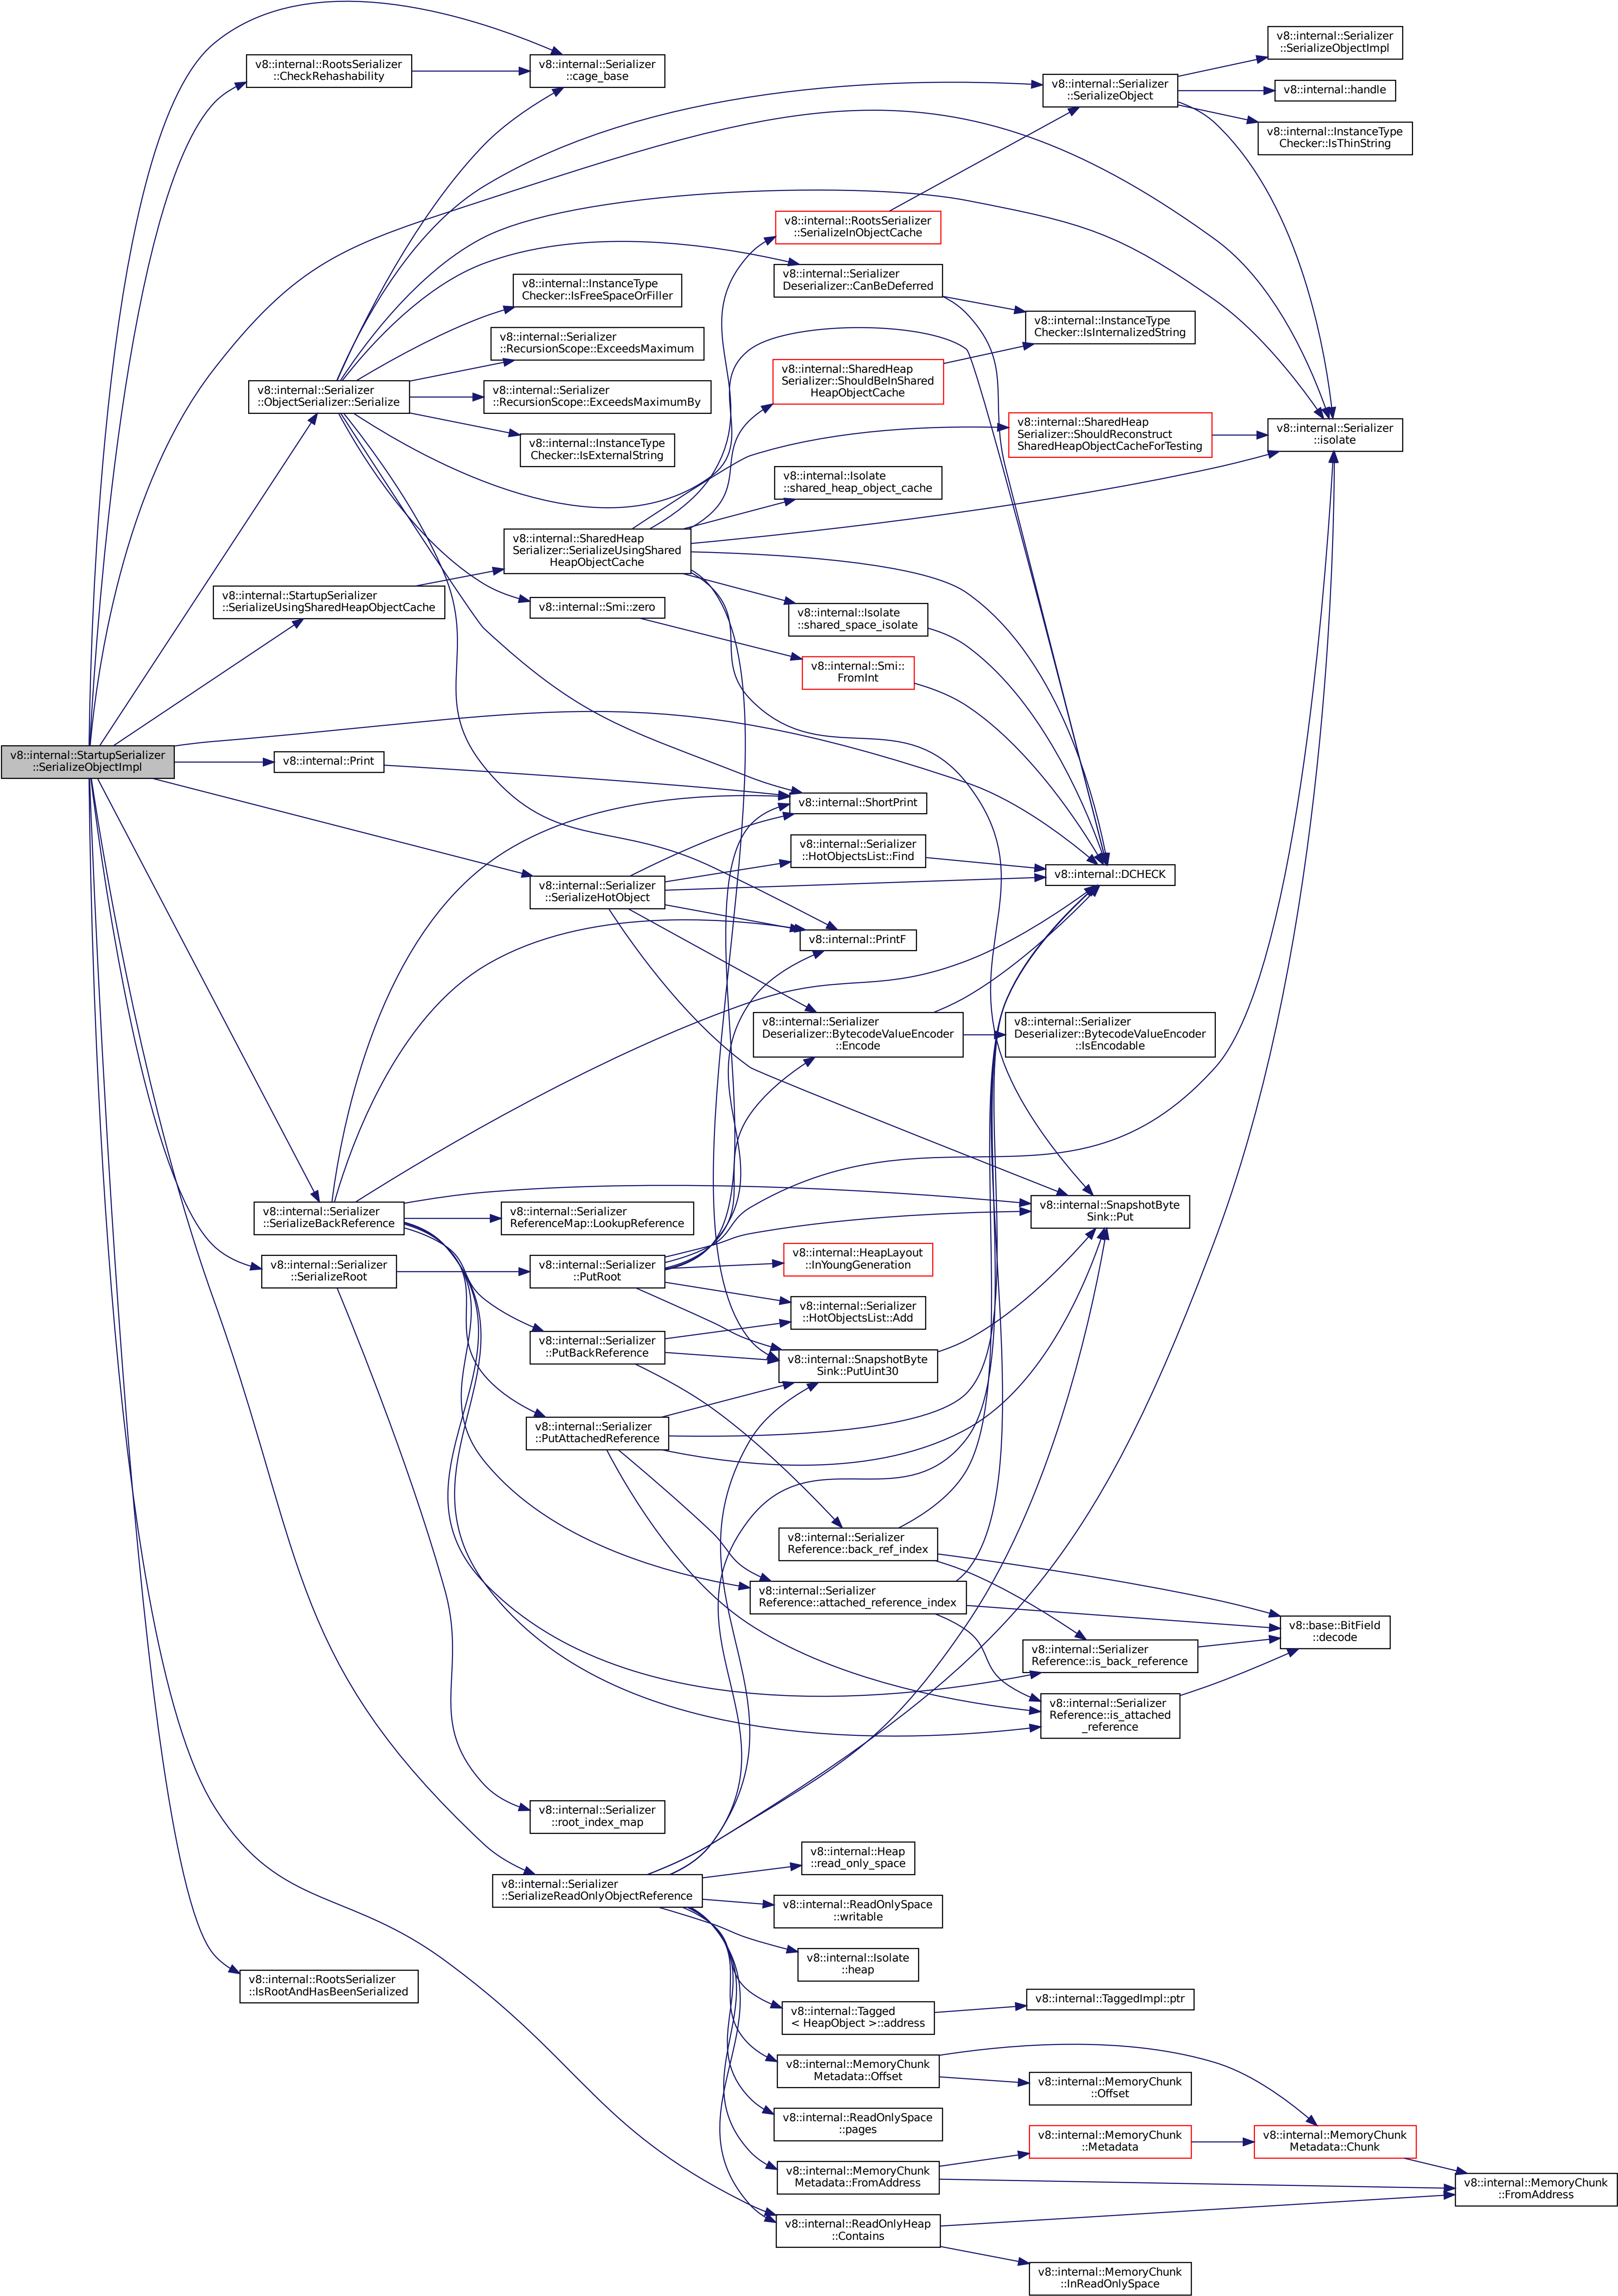 v8::internal::StartupSerializer
::SerializeObjectImpl
v8::internal::RootsSerializer
::CheckRehashability
v8::internal::Serializer
::cage_base
v8::internal::Serializer
::ObjectSerializer::Serialize
v8::internal::StartupSerializer
::SerializeUsingSharedHeapObjectCache
v8::internal::Print
v8::internal::Serializer
::SerializeBackReference
v8::internal::Serializer
::SerializeRoot
v8::internal::RootsSerializer
::IsRootAndHasBeenSerialized
v8::internal::InstanceType
Checker::IsFreeSpaceOrFiller
v8::internal::Serializer
::RecursionScope::ExceedsMaximum
v8::internal::Serializer
::RecursionScope::ExceedsMaximumBy
v8::internal::InstanceType
Checker::IsExternalString
v8::internal::SharedHeap
Serializer::SerializeUsingShared
HeapObjectCache
v8::internal::Smi::zero
v8::internal::Serializer
::SerializeHotObject
v8::internal::Serializer
ReferenceMap::LookupReference
v8::internal::Serializer
::PutRoot
v8::internal::Serializer
::PutBackReference
v8::internal::Serializer
::PutAttachedReference
v8::internal::Serializer
::root_index_map
v8::internal::Serializer
::SerializeReadOnlyObjectReference
v8::internal::RootsSerializer
::SerializeInObjectCache
v8::internal::Serializer
Deserializer::CanBeDeferred
v8::internal::SharedHeap
Serializer::ShouldBeInShared
HeapObjectCache
v8::internal::Isolate
::shared_heap_object_cache
v8::internal::Isolate
::shared_space_isolate
v8::internal::Smi::
FromInt
v8::internal::ShortPrint
v8::internal::Serializer
::HotObjectsList::Find
v8::internal::PrintF
v8::internal::Serializer
Deserializer::BytecodeValueEncoder
::Encode
v8::internal::HeapLayout
::InYoungGeneration
v8::internal::Serializer
::HotObjectsList::Add
v8::internal::SnapshotByte
Sink::PutUint30
v8::internal::Serializer
Reference::back_ref_index
v8::internal::Serializer
Reference::attached_reference_index
v8::internal::Heap
::read_only_space
v8::internal::ReadOnlySpace
::writable
v8::internal::Isolate
::heap
v8::internal::Tagged
< HeapObject >::address
v8::internal::MemoryChunk
Metadata::Offset
v8::internal::ReadOnlySpace
::pages
v8::internal::MemoryChunk
Metadata::FromAddress
v8::internal::ReadOnlyHeap
::Contains
v8::internal::Serializer
::SerializeObject
v8::internal::InstanceType
Checker::IsInternalizedString
v8::internal::SharedHeap
Serializer::ShouldReconstruct
SharedHeapObjectCacheForTesting
v8::internal::DCHECK
v8::internal::Serializer
Deserializer::BytecodeValueEncoder
::IsEncodable
v8::internal::SnapshotByte
Sink::Put
v8::internal::Serializer
Reference::is_back_reference
v8::internal::Serializer
Reference::is_attached
_reference
v8::internal::TaggedImpl::ptr
v8::internal::MemoryChunk
::Offset
v8::internal::MemoryChunk
::Metadata
v8::internal::MemoryChunk
::InReadOnlySpace
v8::internal::Serializer
::SerializeObjectImpl
v8::internal::handle
v8::internal::InstanceType
Checker::IsThinString
v8::internal::Serializer
::isolate
v8::base::BitField
::decode
v8::internal::MemoryChunk
Metadata::Chunk
v8::internal::MemoryChunk
::FromAddress